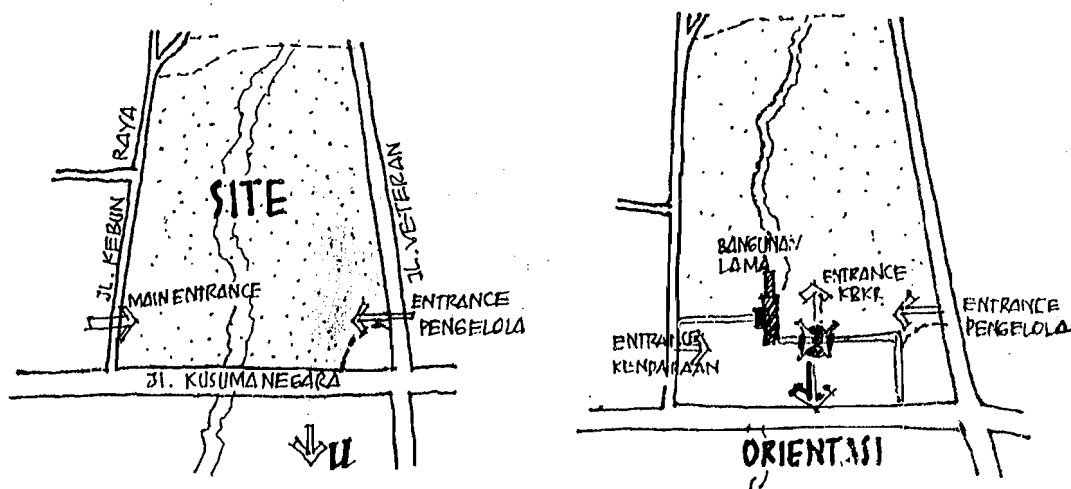 JL. KEBUN RAYA
SITE
JL. VETERAN
MAIN ENTRANCE
ENTRANCE
PENGELOLA
Jl. KUSUMANEGARA
U
BANGUNAN
LAMA
ENTRANCE
KBKR
ENTRANCE
PENGELOLA
ENTRANCE
KENDARAAN
ORIENTASI